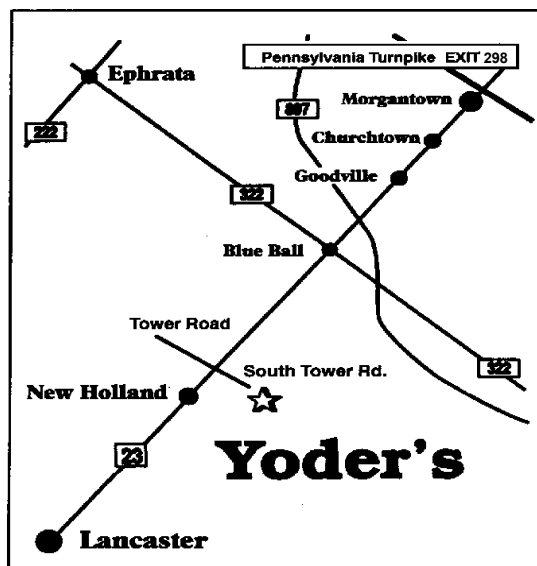 Pennsylvania Turnpike EXIT 298
Ephrata
Morgantown
897
222
Churchtown
Goodville
322
Blue Ball
Tower Road
South Tower Rd.
322
New Holland
Yoder's
23
Lancaster